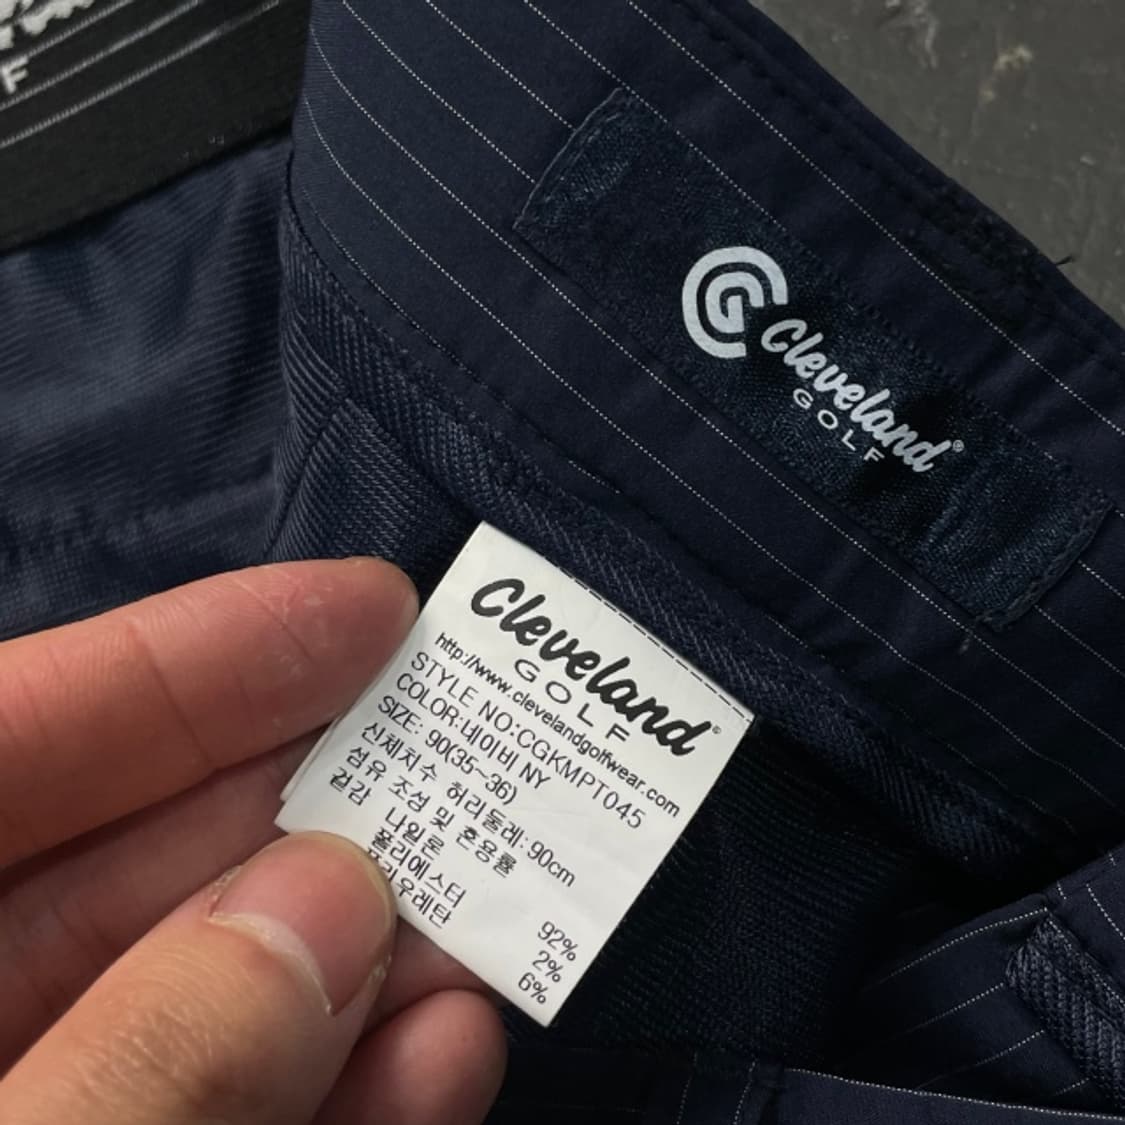 F
G
Cleveland®
GOLF
Cleveland®
GOLF
http://www.clevelandgolfwear.com
STYLE NO:CGKMPT045
COLOR:네이비 NY
SIZE: 90(35~36)
신체치수 허리둘레: 90cm
섬유 조성 및 혼용률
겉감
나일론 92%
폴리에스터 2%
폴리우레탄 6%